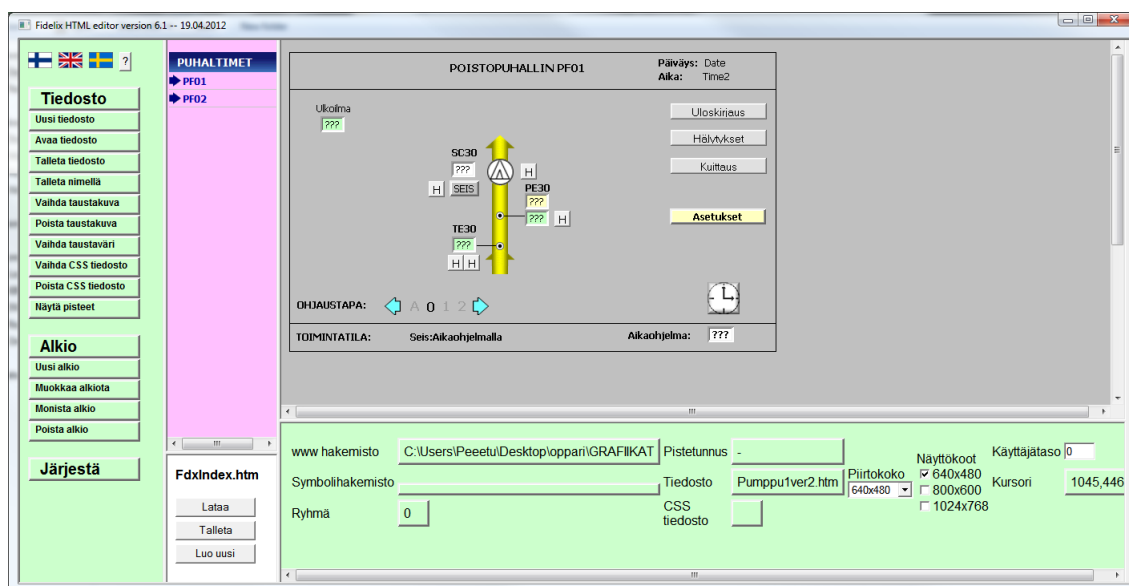 Fidelix HTML editor version 6.1 -- 19.04.2012
?
Tiedosto
Uusi tiedosto
Avaa tiedosto
Talleta tiedosto
Talleta nimellä
Vaihda taustakuva
Poista taustakuva
Vaihda taustaväri
Vaihda CSS tiedosto
Poista CSS tiedosto
Näytä pisteet
Alkio
Uusi alkio
Muokkaa alkiota
Monista alkio
Poista alkio
Järjestä
PUHALTIMET
PF01
PF02
FdxIndex.htm
Lataa
Talleta
Luo uusi
POISTOPUHALLIN PF01
Päiväys: Date
Aika: Time2
Ulkoilma
???
Uloskirjaus
Hälytykset
Kuittaus
Asetukset
SC30
???
H
H SEIS
PE30
???
??? H
TE30
???
H H
OHJAUSTAPA: A 0 1 2
TOIMINTATILA: Seis:Aikaohjelmalla Aikaohjelma: ???
www hakemisto C:\Users\Peeetu\Desktop\oppari\GRAFIIKAT Pistetunnus -
Symbolihakemisto Tiedosto Pumppu1ver2.htm
Ryhmä 0 CSS
tiedosto
Piirtokoko
640x480
Näyttökoot
640x480
800x600
1024x768
Käyttäjätaso 0
Kursori 1045,446